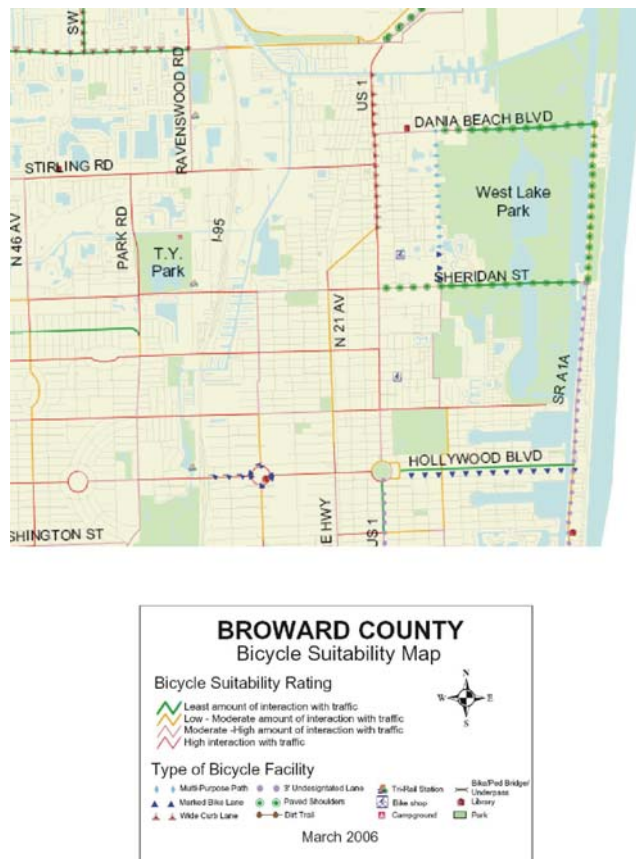 SW
RAVENSWOOD RD
US 1
DANIA BEACH BLVD
STIRLING RD
West Lake
Park
N 46 AV
PARK RD
I-95
T.Y.
Park
SHERIDAN ST
N 21 AV
SR A1A
HOLLYWOOD BLVD
SHINGTON ST
E HWY
US 1
BROWARD COUNTY
Bicycle Suitability Map
Bicycle Suitability Rating
N
W E
S
Least amount of interaction with traffic
Low - Moderate amount of interaction with traffic
Moderate -High amount of interaction with traffic
High interaction with traffic
Type of Bicycle Facility
Multi-Purpose Path 3' Undesigntated Lane Tri-Rail Station Bike/Ped Bridge/
Underpass
Marked Bike Lane Paved Shoulders Bike shop Library
Wide Curb Lane Dirt Trail Campground Park
March 2006